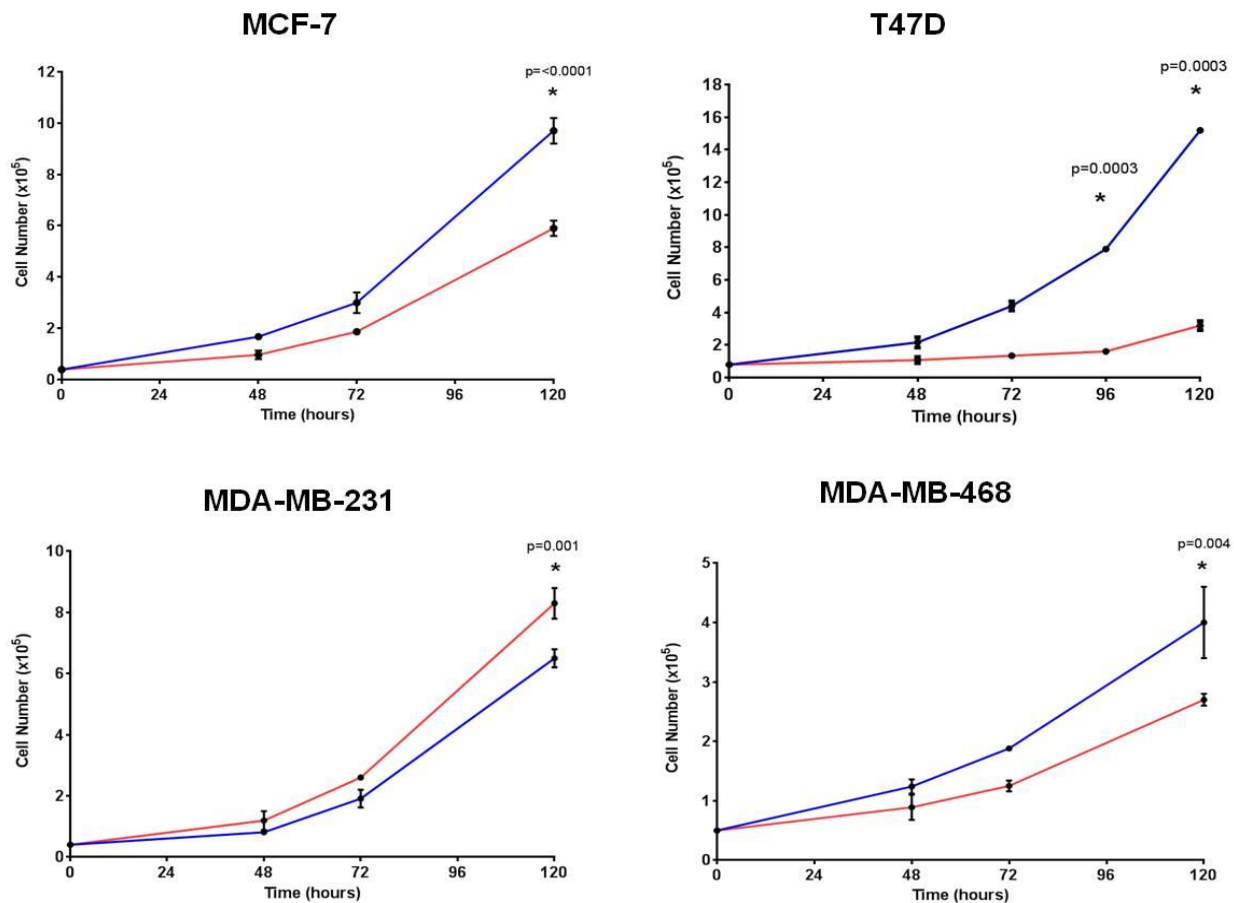 MCF-7
p=<0.0001
*
12
10
8
6
4
2
0
Cell Number (x10⁵)
0 24 48 72 96 120
Time (hours)
T47D
p=0.0003
*
p=0.0003
*
18
16
14
12
10
8
6
4
2
0
Cell Number (x10⁵)
0 24 48 72 96 120
Time (hours)
MDA-MB-231
p=0.001
*
10
8
6
4
2
0
Cell Number (x10⁵)
0 24 48 72 96 120
Time (hours)
MDA-MB-468
p=0.004
*
5
4
3
2
1
0
Cell Number (x10⁵)
0 24 48 72 96 120
Time (hours)